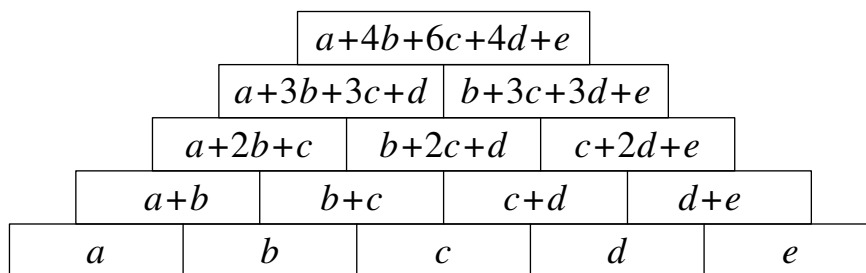 a+4b+6c+4d+e
a+3b+3c+d b+3c+3d+e
a+2b+c b+2c+d c+2d+e
a+b b+c c+d d+e
a b c d e